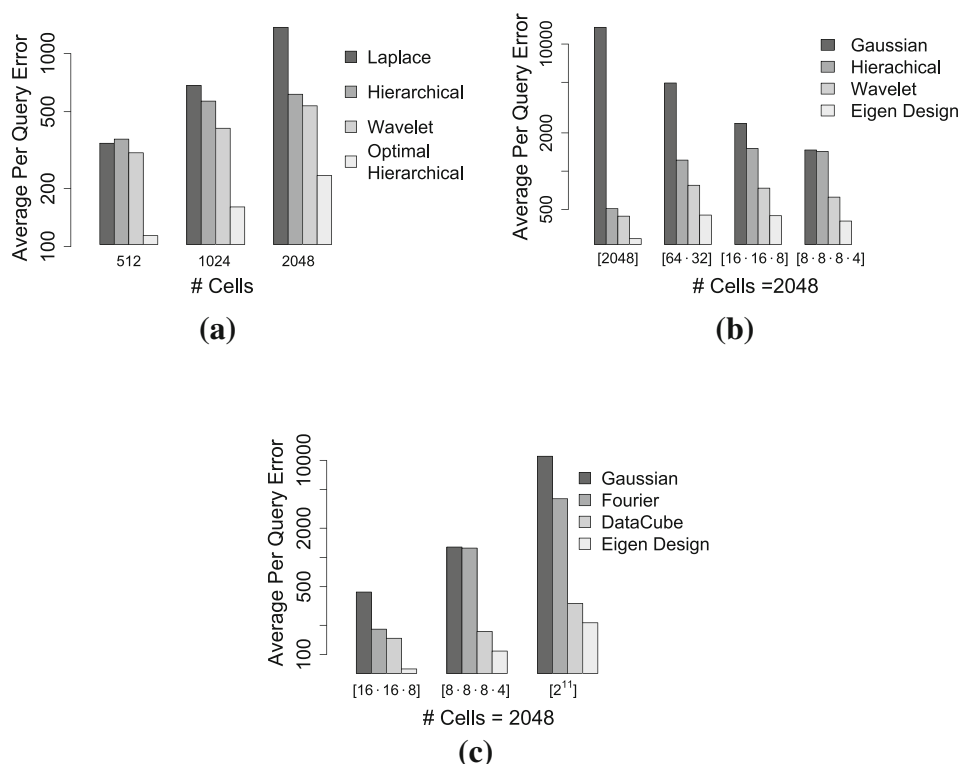 Average Per Query Error
1000
500
200
100
Laplace
Hierarchical
Wavelet
Optimal
Hierarchical
512
1024
2048
# Cells
(a)
Average Per Query Error
10000
2000
500
Gaussian
Hierachical
Wavelet
Eigen Design
[2048]
[64 · 32]
[16 · 16 · 8]
[8 · 8 · 8 · 4]
# Cells =2048
(b)
Average Per Query Error
10000
2000
500
100
Gaussian
Fourier
DataCube
Eigen Design
[16 · 16 · 8]
[8 · 8 · 8 · 4]
[2¹¹]
# Cells = 2048
(c)